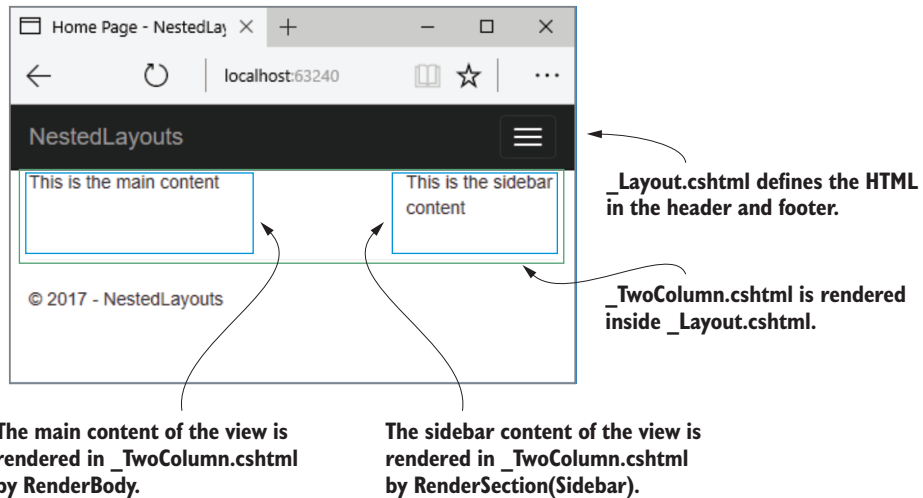 Home Page - NestedLay
localhost:63240
NestedLayouts
This is the main content
This is the sidebar
content
© 2017 - NestedLayouts
_Layout.cshtml defines the HTML
in the header and footer.
_TwoColumn.cshtml is rendered
inside _Layout.cshtml.
The main content of the view is
rendered in _TwoColumn.cshtml
by RenderBody.
The sidebar content of the view is
rendered in _TwoColumn.cshtml
by RenderSection(Sidebar).